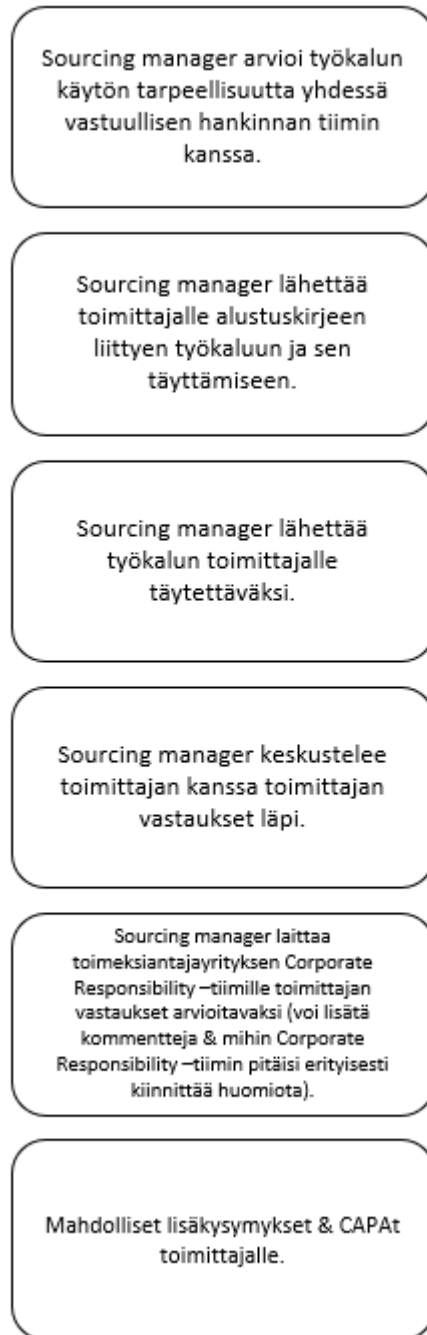 Sourcing manager arvioi työkalun
käytön tarpeellisuutta yhdessä
vastuullisen hankinnan tiimin
kanssa.
Sourcing manager lähettää
toimittajalle alustuskirjeen
liittyen työkaluun ja sen
täyttämiseen.
Sourcing manager lähettää
työkalun toimittajalle
täytettäväksi.
Sourcing manager keskustelee
toimittajan kanssa toimittajan
vastaukset läpi.
Sourcing manager laittaa
toimeksiantajayrityksen Corporate
Responsibility –tiimille toimittajan
vastaukset arvioitavaksi (voi lisätä
kommentteja & mihin Corporate
Responsibility –tiimin pitäisi erityisesti
kiinnittää huomiota).
Mahdolliset lisäkysymykset & CAPAt
toimittajalle.